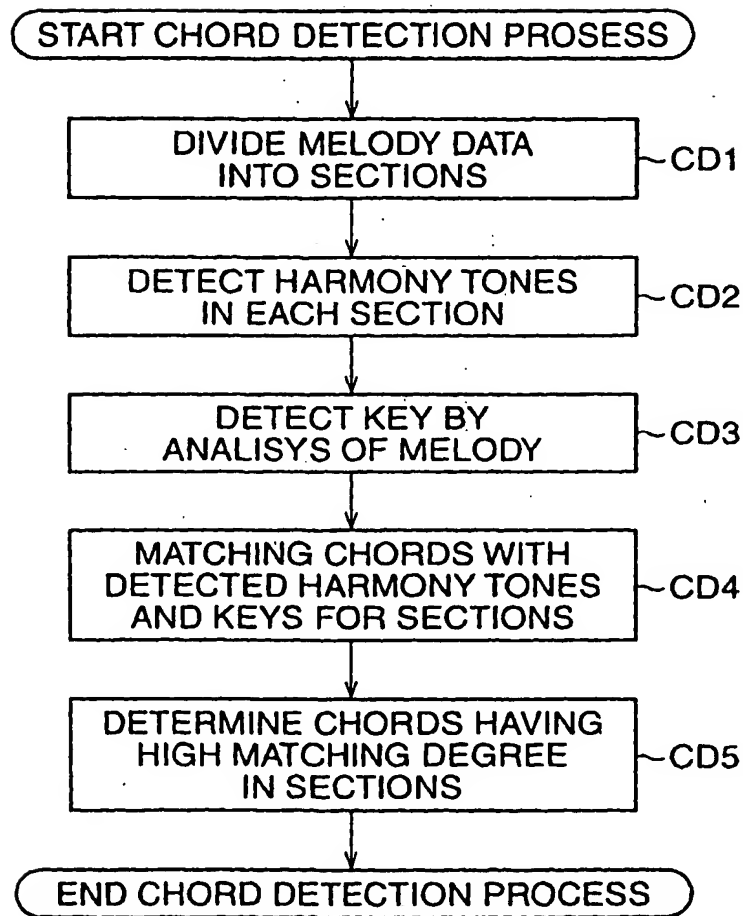 START CHORD DETECTION PROSESS
DIVIDE MELODY DATA
INTO SECTIONS
~CD1
DETECT HARMONY TONES
IN EACH SECTION
~CD2
DETECT KEY BY
ANALISYS OF MELODY
~CD3
MATCHING CHORDS WITH
DETECTED HARMONY TONES
AND KEYS FOR SECTIONS
~CD4
DETERMINE CHORDS HAVING
HIGH MATCHING DEGREE
IN SECTIONS
~CD5
END CHORD DETECTION PROCESS